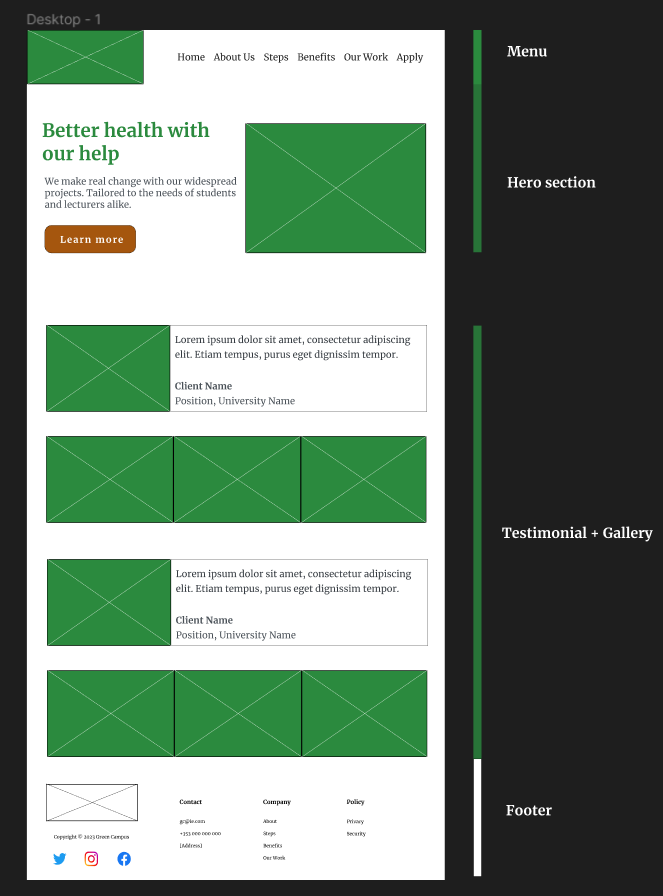 Desktop - 1
Home About Us Steps Benefits Our Work Apply
Menu
Better health with
our help
We make real change with our widespread
projects. Tailored to the needs of students
and lecturers alike.
Learn more
Hero section
Lorem ipsum dolor sit amet, consectetur adipiscing
elit. Etiam tempus, purus eget dignissim tempor.
Client Name
Position, University Name
Testimonial + Gallery
Lorem ipsum dolor sit amet, consectetur adipiscing
elit. Etiam tempus, purus eget dignissim tempor.
Client Name
Position, University Name
Footer
Copyright © 2023 Green Campus
Contact
gc@ie.com
+353 000 000 000
[Address]
Company
About
Steps
Benefits
Our Work
Policy
Privacy
Security